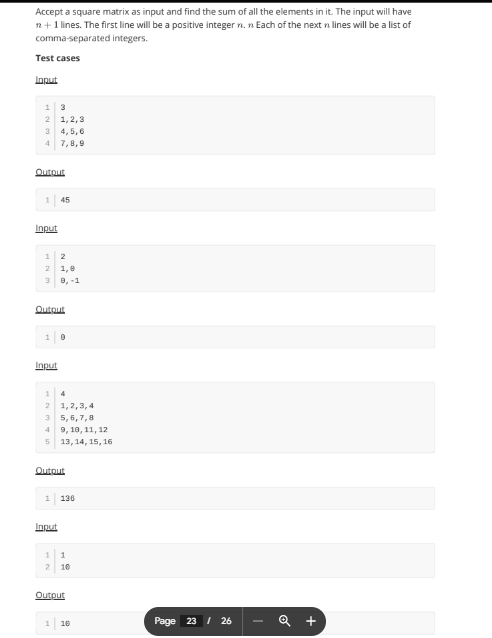 Accept a square matrix as input and find the sum of all the elements in it. The input will have
n + 1 lines. The first line will be a positive integer n. n Each of the next n lines will be a list of
comma-separated integers.
Test cases
Input
1 3
2 1,2,3
3 4,5,6
4 7,8,9
Output
1 45
Input
1 2
2 1,0
3 0,-1
Output
1 0
Input
1 4
2 1,2,3,4
3 5,6,7,8
4 9,10,11,12
5 13,14,15,16
Output
1 136
Input
1 1
2 10
Output
1 10
Page 23 / 26 — +